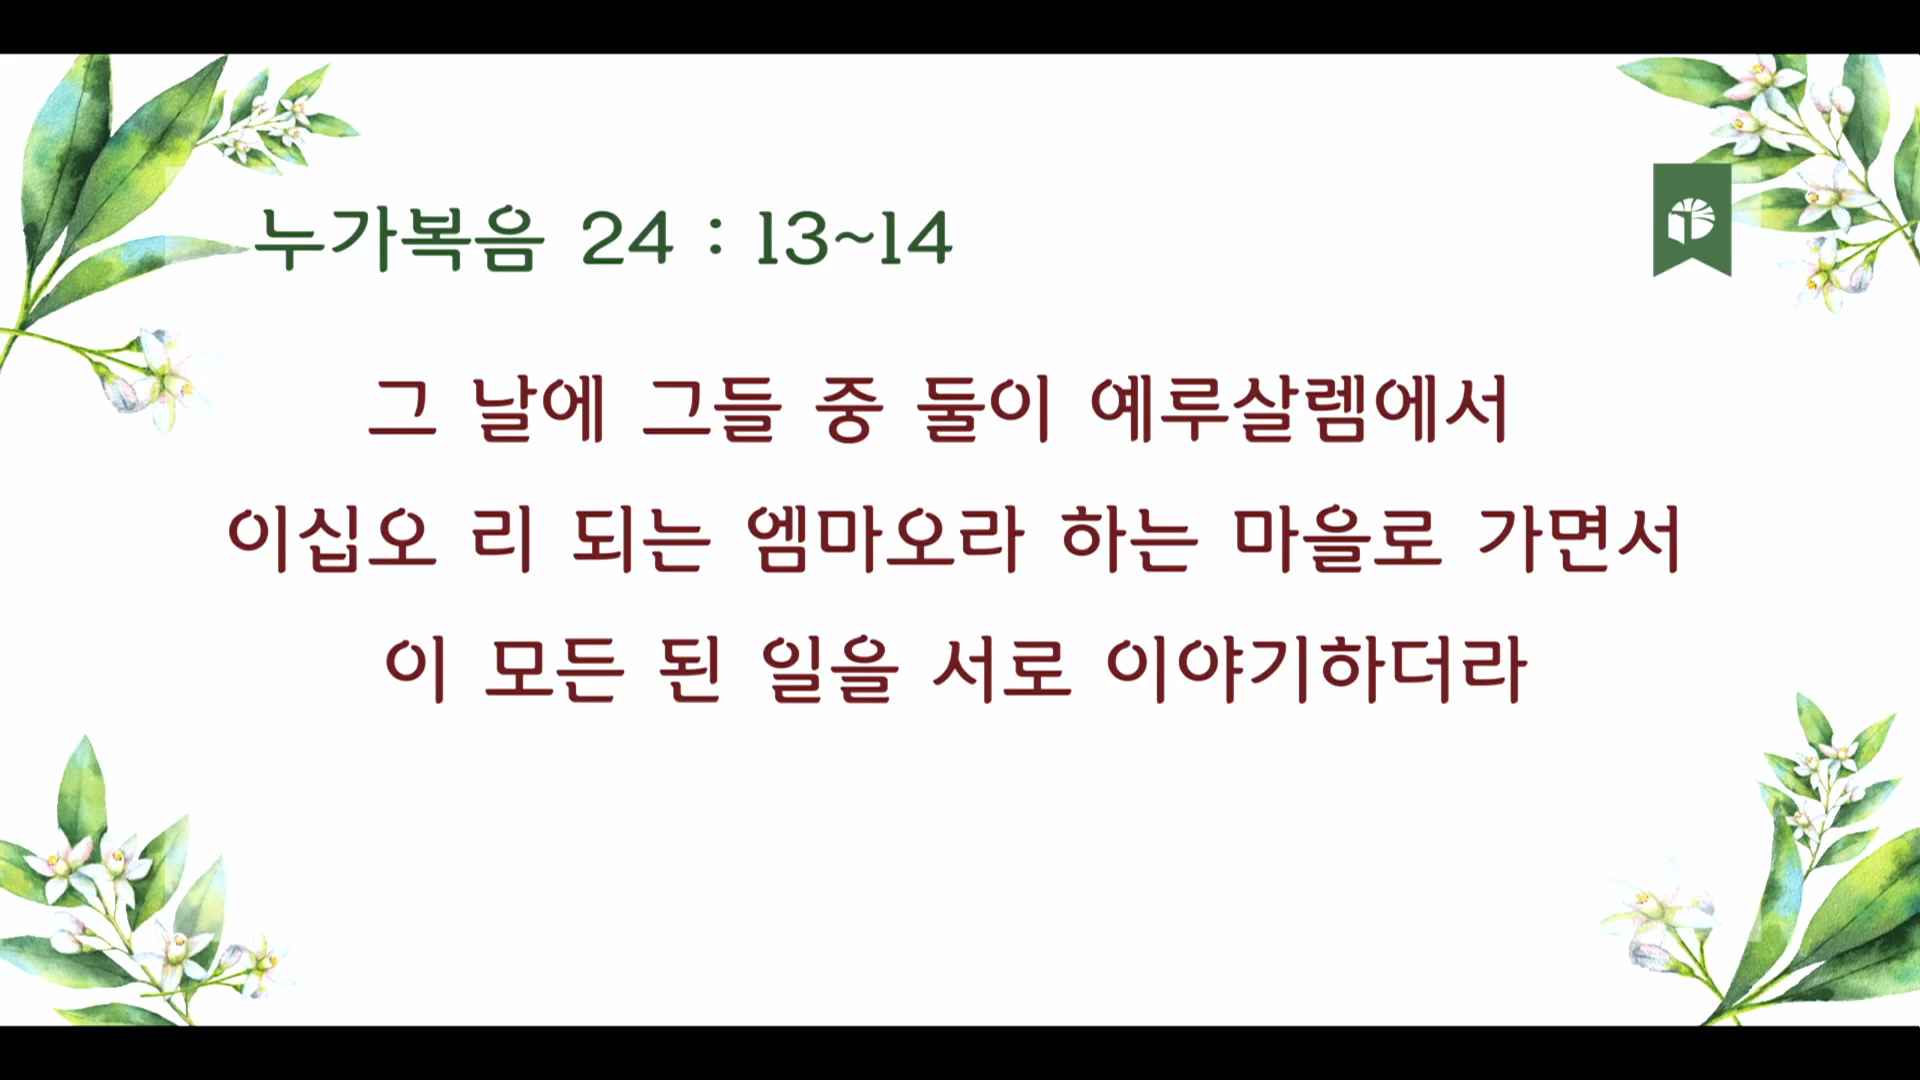 누가복음 24 : 13~14
그 날에 그들 중 둘이 예루살렘에서
이십오 리 되는 엠마오라 하는 마을로 가면서
이 모든 된 일을 서로 이야기하더라